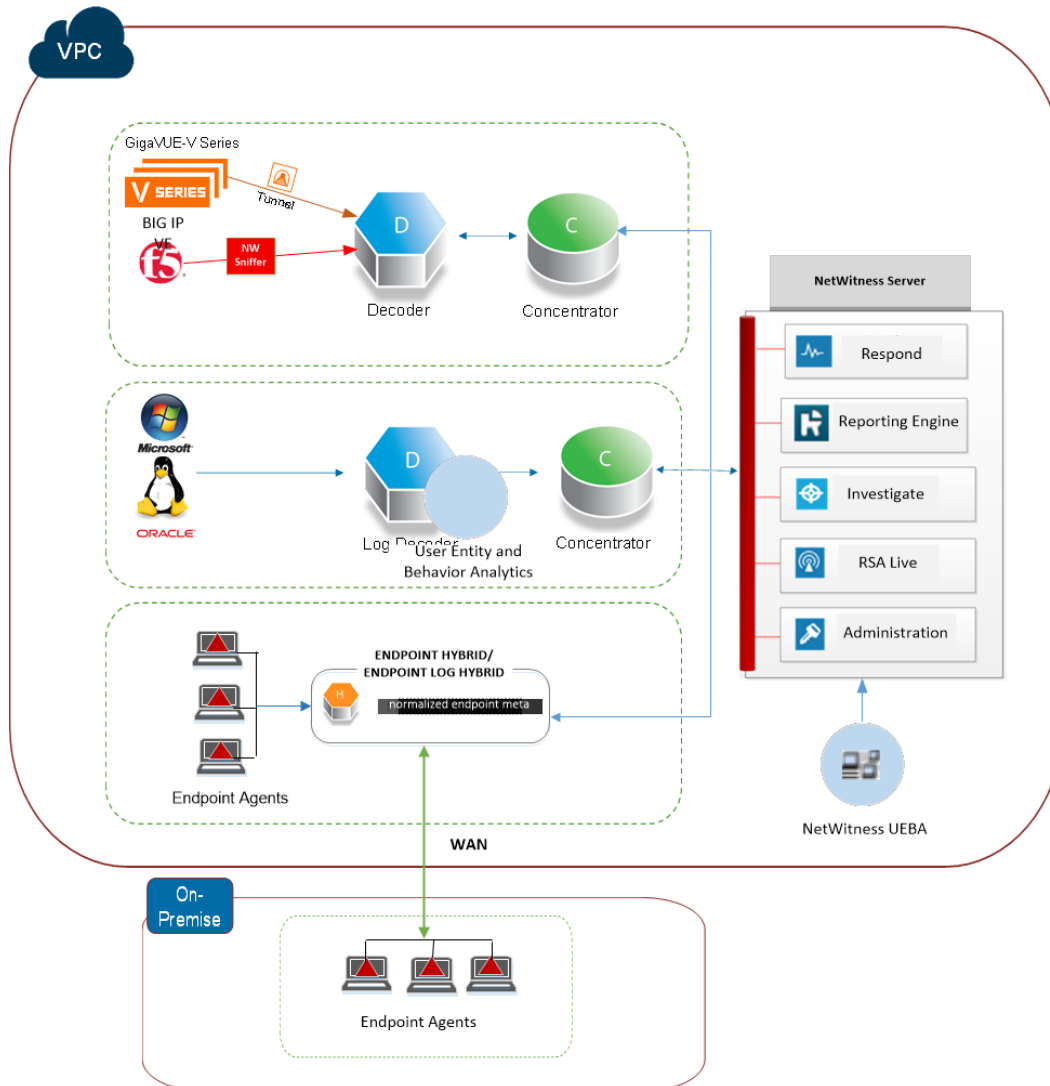 VPC
GigaVUE-V Series
V SERIES
Tunnel
BIG IP
VE
f5
NW
Sniffer
D
Decoder
C
Concentrator
NetWitness Server
Respond
Reporting Engine
Investigate
RSA Live
Administration
Microsoft
ORACLE
D
Log Decoder
User Entity and
Behavior Analytics
C
Concentrator
ENDPOINT HYBRID/
ENDPOINT LOG HYBRID
H
normalized endpoint meta
Endpoint Agents
NetWitness UEBA
WAN
On-
Premise
Endpoint Agents